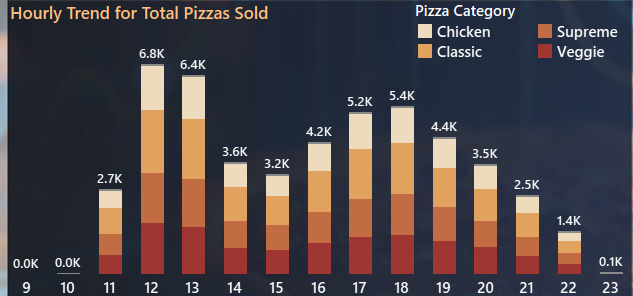 Hourly Trend for Total Pizzas Sold
Pizza Category
Chicken Supreme
Classic Veggie
6.8K
6.4K
5.4K
5.2K
4.4K
4.2K
3.6K
3.5K
3.2K
2.7K
2.5K
1.4K
0.0K 0.0K 0.1K
9 10 11 12 13 14 15 16 17 18 19 20 21 22 23